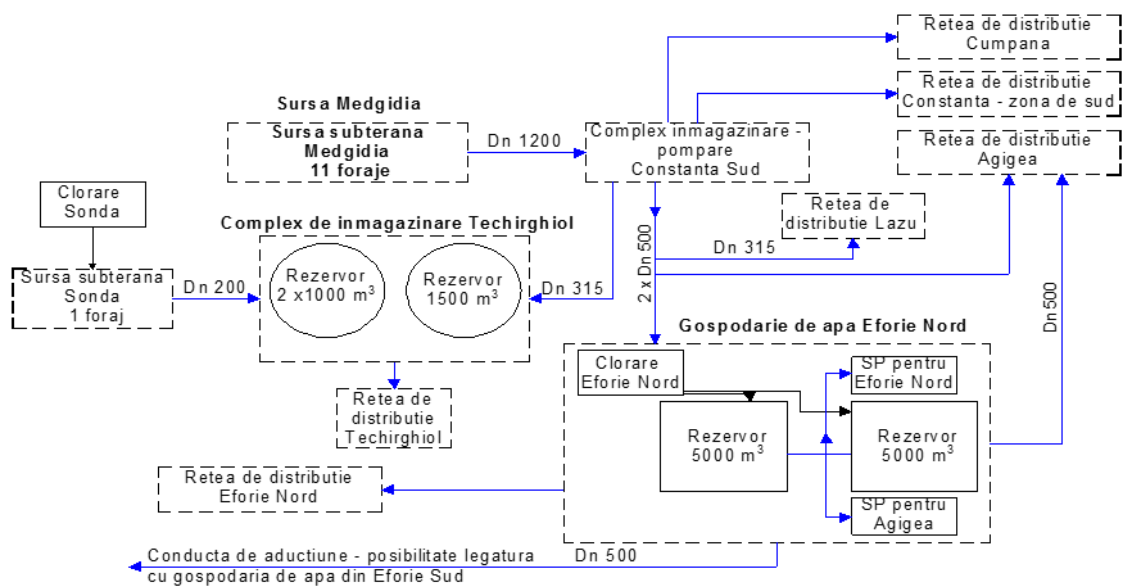 Retea de distributie
Cumpana
Retea de distributie
Constanta - zona de sud
Sursa Medgidia
Sursa subterana
Medgidia
11 foraje
Dn 1200
Complex inmagazinare -
pompare
Constanta Sud
Retea de distributie
Agigea
Clorare
Sonda
Complex de inmagazinare Techirghiol
Retea de
distributie Lazu
Sursa subterana
Sonda
1 foraj
Dn 200
Rezervor
2 x1000 m³
Rezervor
1500 m³
Dn 315
2 x Dn 500
Dn 315
Dn 500
Gospodarie de apa Eforie Nord
Clorare
Eforie Nord
SP pentru
Eforie Nord
Retea de
distributie
Techirghiol
Rezervor
5000 m³
Rezervor
5000 m³
Retea de distributie
Eforie Nord
SP pentru
Agigea
Conducta de aductiune - posibilitate legatura
cu gospodaria de apa din Eforie Sud
Dn 500